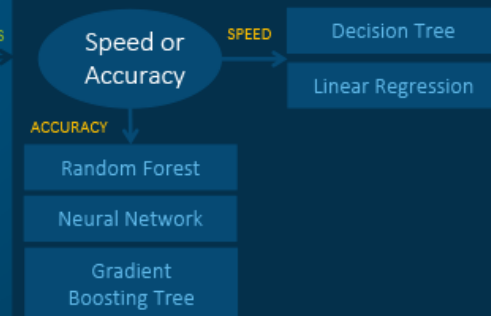 Speed or
Accuracy
SPEED
Decision Tree
Linear Regression
ACCURACY
Random Forest
Neural Network
Gradient
Boosting Tree